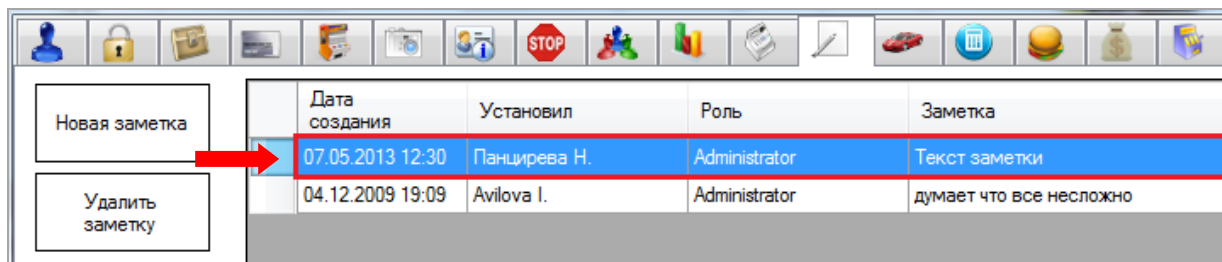 STOP
Новая заметка
Удалить
заметку
Дата
создания Установил Роль Заметка
07.05.2013 12:30 Панцирева Н. Administrator Текст заметки
04.12.2009 19:09 Avilova I. Administrator думает что все несложно